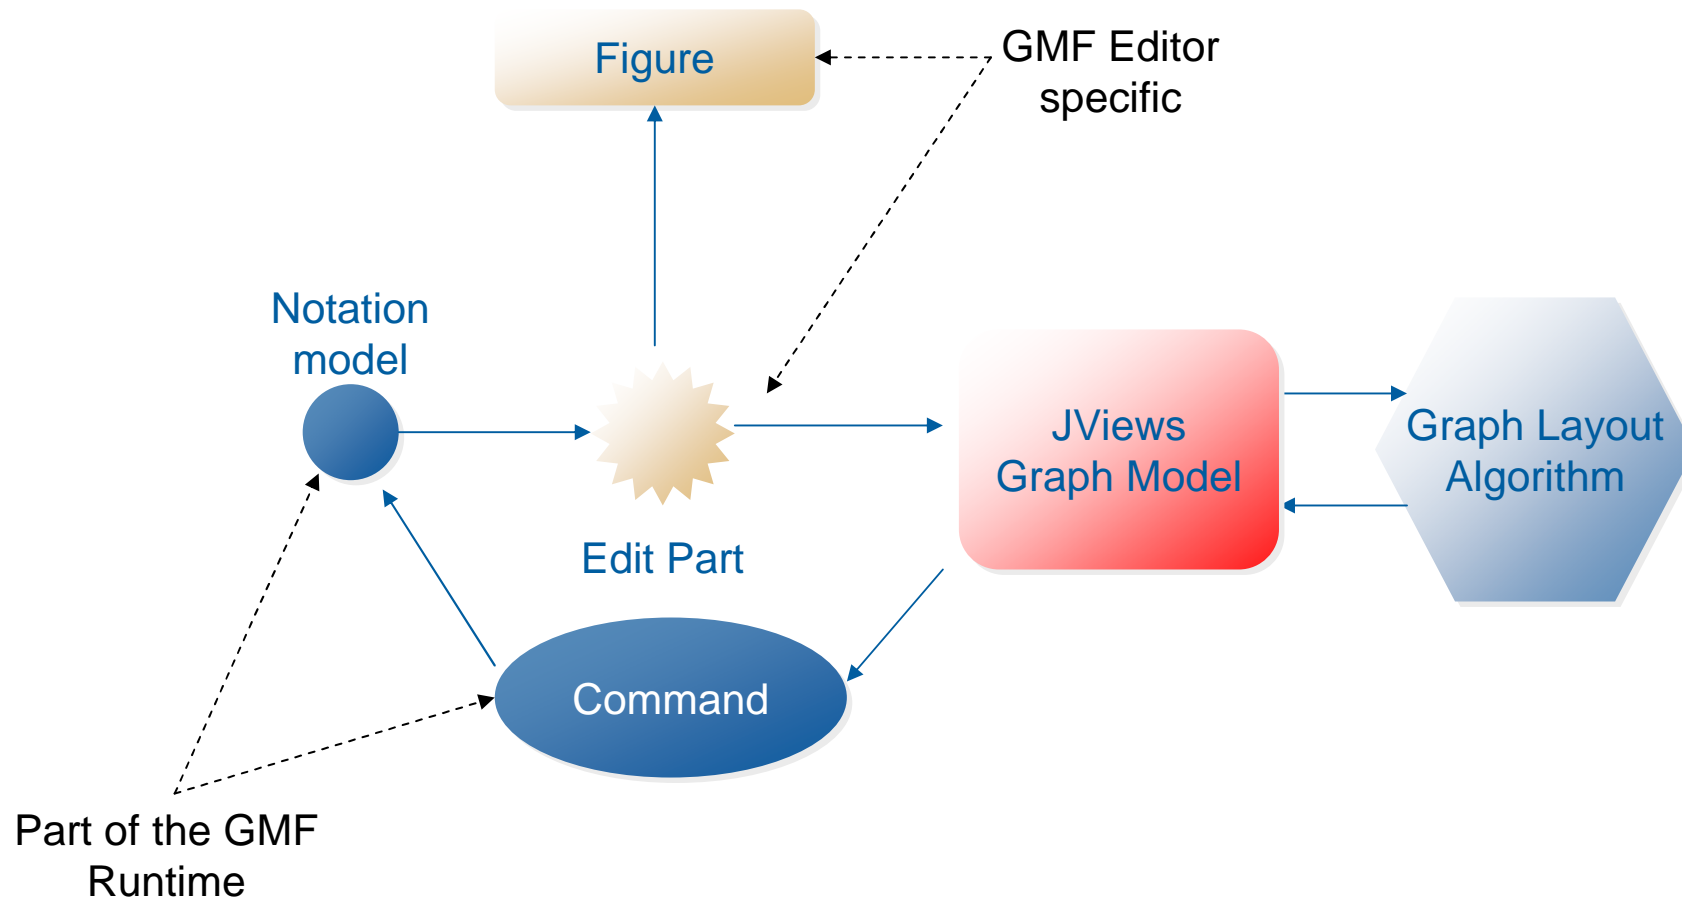 Figure
GMF Editor
specific
Notation
model
JViews
Graph Model
Graph Layout
Algorithm
Edit Part
Command
Part of the GMF
Runtime